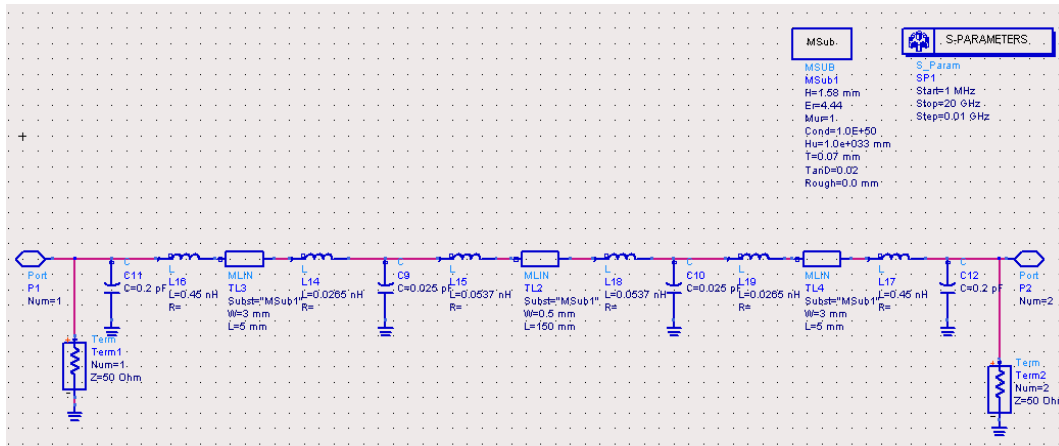 MSub
MSUB
MSub1
H=1.58 mm
Er=4.44
Mur=1
Cond=1.0E+50
Hu=1.0e+033 mm
T=0.07 mm
TanD=0.02
Rough=0.0 mm
S-PARAMETERS
S_Param
SP1
Start=1 MHz
Stop=20 GHz
Step=0.01 GHz
Port
P1
Num=1
Term
Term1
Num=1
Z=50 Ohm
C
C11
C=0.2 pF
L
L16
L=0.45 nH
R=
MLIN
TL3
Subst="MSub1"
W=3 mm
L=5 mm
L
L14
L=0.0265 nH
R=
C
C9
C=0.025 pF
L
L15
L=0.0537 nH
R=
MLIN
TL2
Subst="MSub1"
W=0.5 mm
L=150 mm
L
L18
L=0.0537 nH
R=
C
C10
C=0.025 pF
L
L19
L=0.0265 nH
R=
MLIN
TL4
Subst="MSub1"
W=3 mm
L=5 mm
L
L17
L=0.45 nH
R=
C
C12
C=0.2 pF
Port
P2
Num=2
Term
Term2
Num=2
Z=50 Ohm